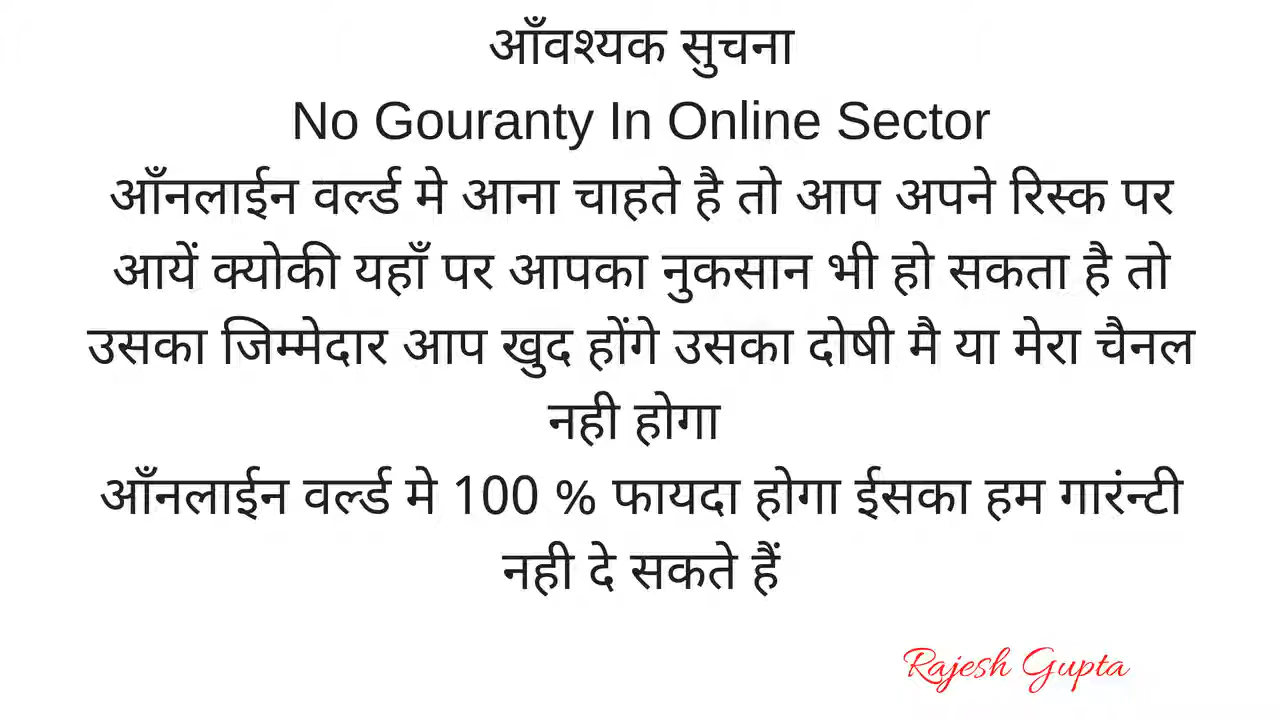 आँवश्यक सुचना
No Gouranty In Online Sector
आँनलाईन वर्ल्ड मे आना चाहते है तो आप अपने रिस्क पर
आयें क्योकी यहाँ पर आपका नुकसान भी हो सकता है तो
उसका जिम्मेदार आप खुद होंगे उसका दोषी मै या मेरा चैनल
नही होगा
आँनलाईन वर्ल्ड मे 100 % फायदा होगा ईसका हम गारंन्टी
नही दे सकते हैं
Rajesh Gupta